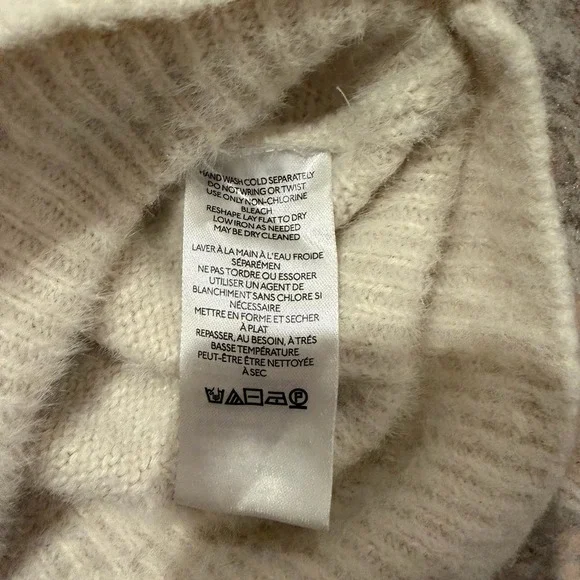 HAND WASH COLD SEPARATELY
DO NOT WRING OR TWIST
USE ONLY NON-CHLORINE
BLEACH
RESHAPE LAY FLAT TO DRY
LOW IRON AS NEEDED
MAY BE DRY CLEANED
LAVER À LA MAIN À L'EAU FROIDE
SÉPARÉMEN
NE PAS TORDRE OU ESSORER
UTILISER UN AGENT DE
BLANCHIMENT SANS CHLORE SI
NÉCESSAIRE
METTRE EN FORME ET SECHER
À PLAT
REPASSER, AU BESOIN, À TRÉS
BASSE TEMPÉRATURE
PEUT-ÊTRE ÊTRE NETTOYÉE
À SEC
P